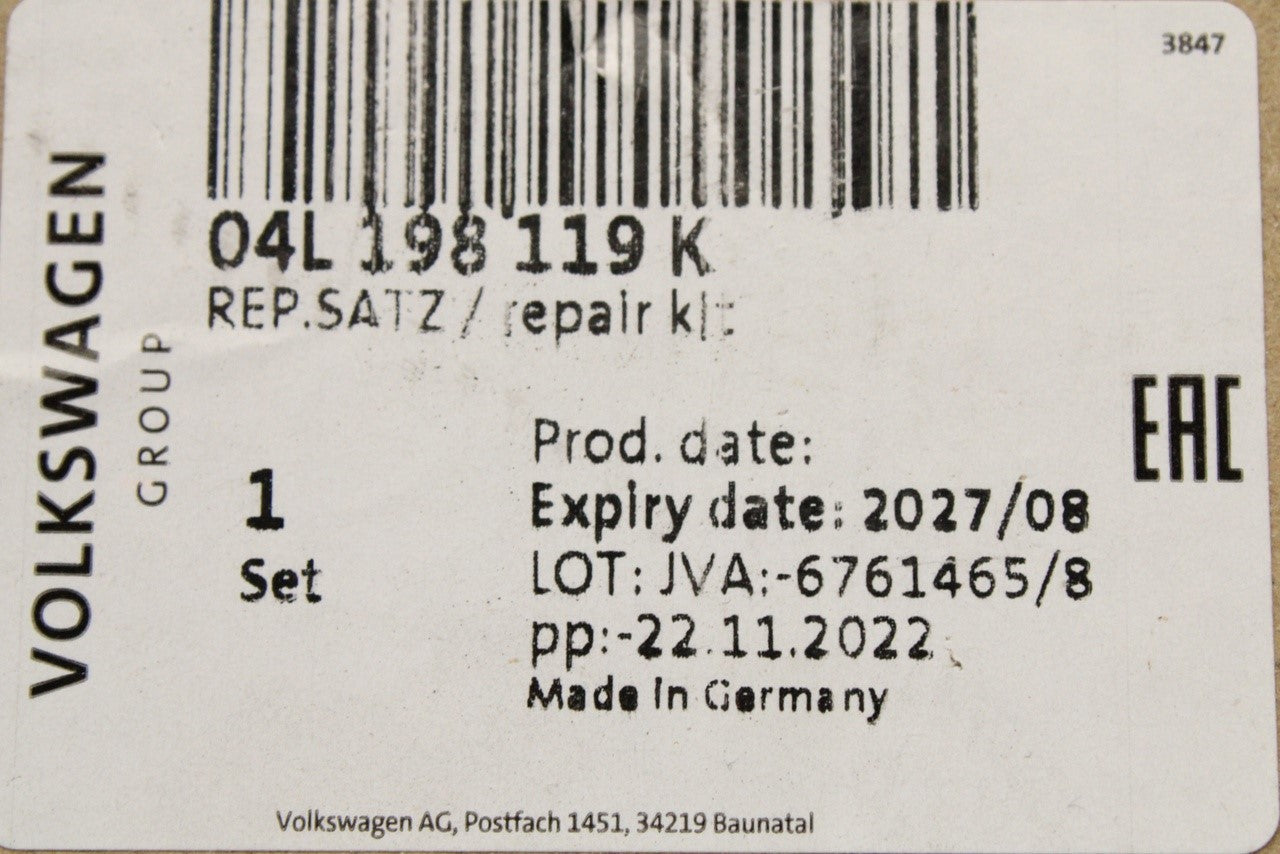 3847
VOLKSWAGEN
GROUP
04L 198 119 K
REP.SATZ / repair kit
EAC
1
Set
Prod. date:
Expiry date: 2027/08
LOT: JVA:-6761465/8
pp:-22.11.2022
Made in Germany
Volkswagen AG, Postfach 1451, 34219 Baunatal